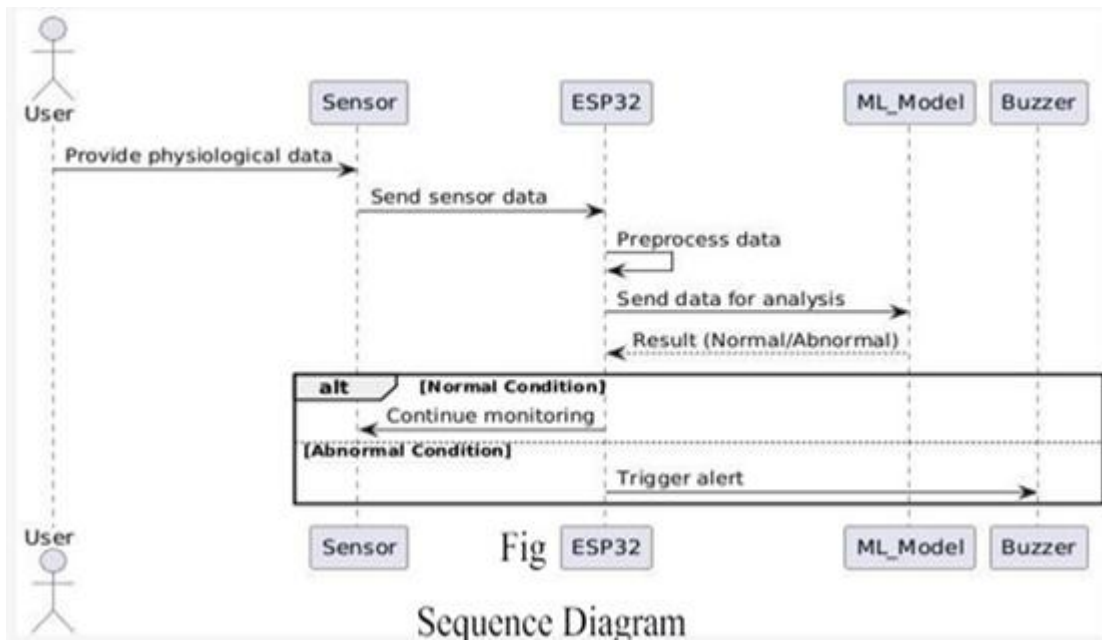 User
Sensor ESP32 ML_Model Buzzer
Provide physiological data
Send sensor data
Preprocess data
Send data for analysis
Result (Normal/Abnormal)
alt [Normal Condition]
Continue monitoring
[Abnormal Condition]
Trigger alert
User
Sensor Fig ESP32 ML_Model Buzzer
Sequence Diagram